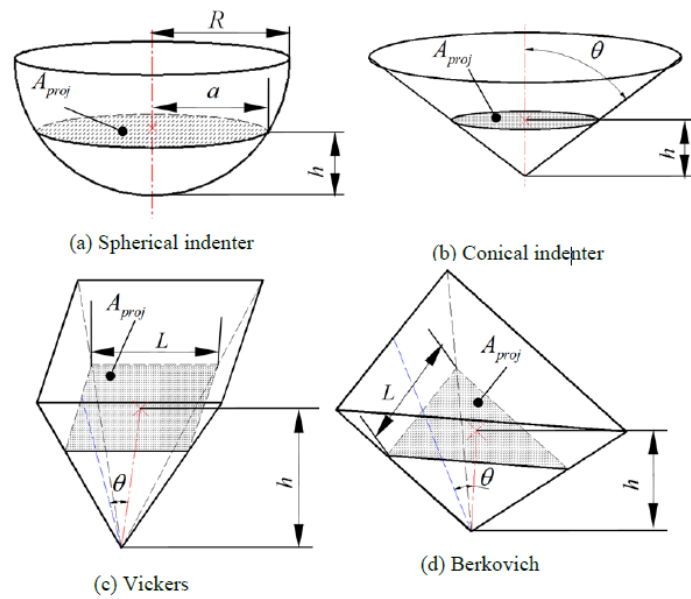 R
A_proj
a
h
(a) Spherical indenter
θ
A_proj
h
(b) Conical indenter
A_proj
L
θ
h
(c) Vickers
A_proj
L
θ
h
(d) Berkovich